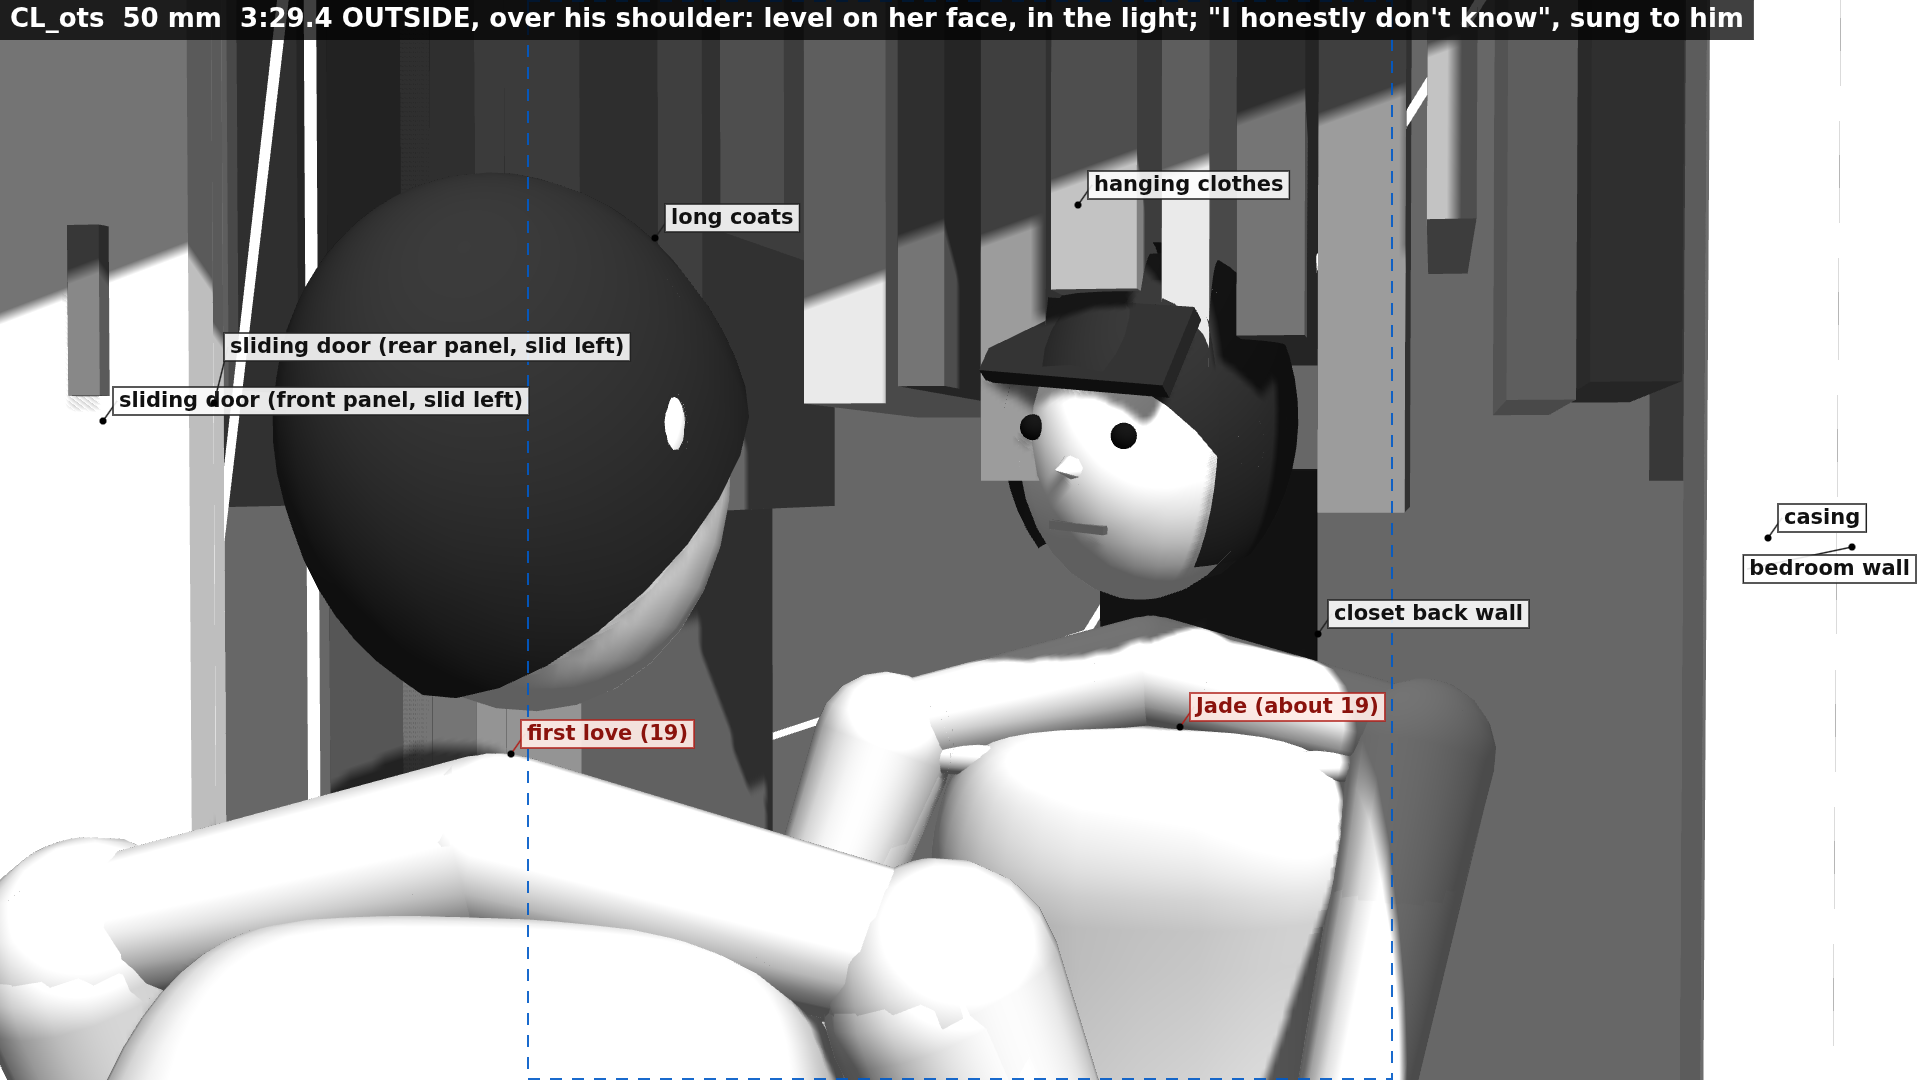 CL_ots  50 mm  3:29.4 OUTSIDE, over his shoulder: level on her face, in the light; "I honestly don't know", sung to him
hanging clothes
long coats
sliding door (rear panel, slid left)
sliding door (front panel, slid left)
casing
bedroom wall
closet back wall
Jade (about 19)
first love (19)